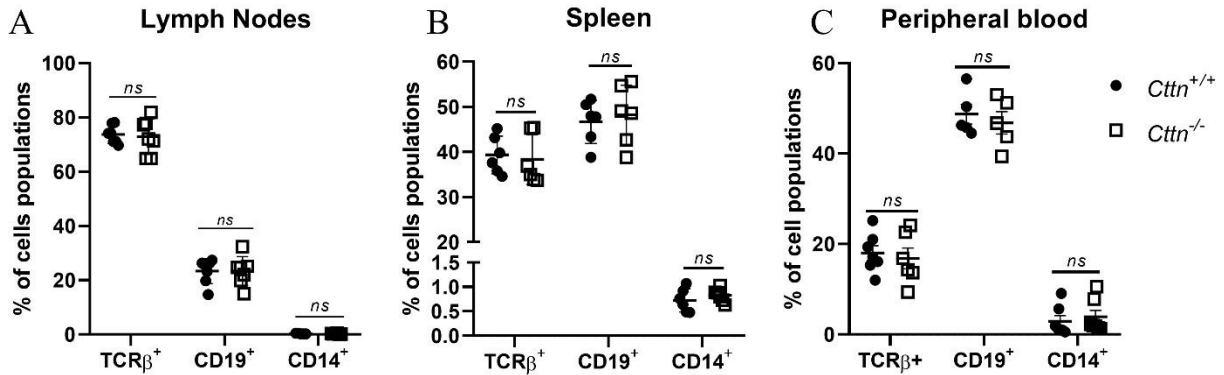 A
Lymph Nodes
% of cells populations
100
80
60
40
20
0
ns
ns
ns
TCRβ⁺
CD19⁺
CD14⁺
B
Spleen
% of cells populations
60
50
40
30
20
1.0
0.5
0.0
ns
ns
ns
TCRβ⁺
CD19⁺
CD14⁺
C
Peripheral blood
% of cell populations
60
40
20
0
ns
ns
ns
TCRβ+
CD19⁺
CD14⁺
Cttn⁺/⁺
Cttn⁻/⁻